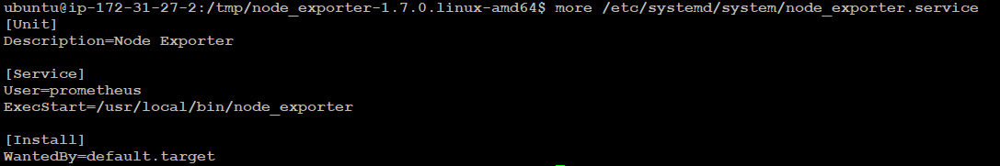 ubuntu@ip-172-31-27-2:/tmp/node_exporter-1.7.0.linux-amd64$ more /etc/systemd/system/node_exporter.service
[Unit]
Description=Node Exporter
[Service]
User=prometheus
ExecStart=/usr/local/bin/node_exporter
[Install]
WantedBy=default.target